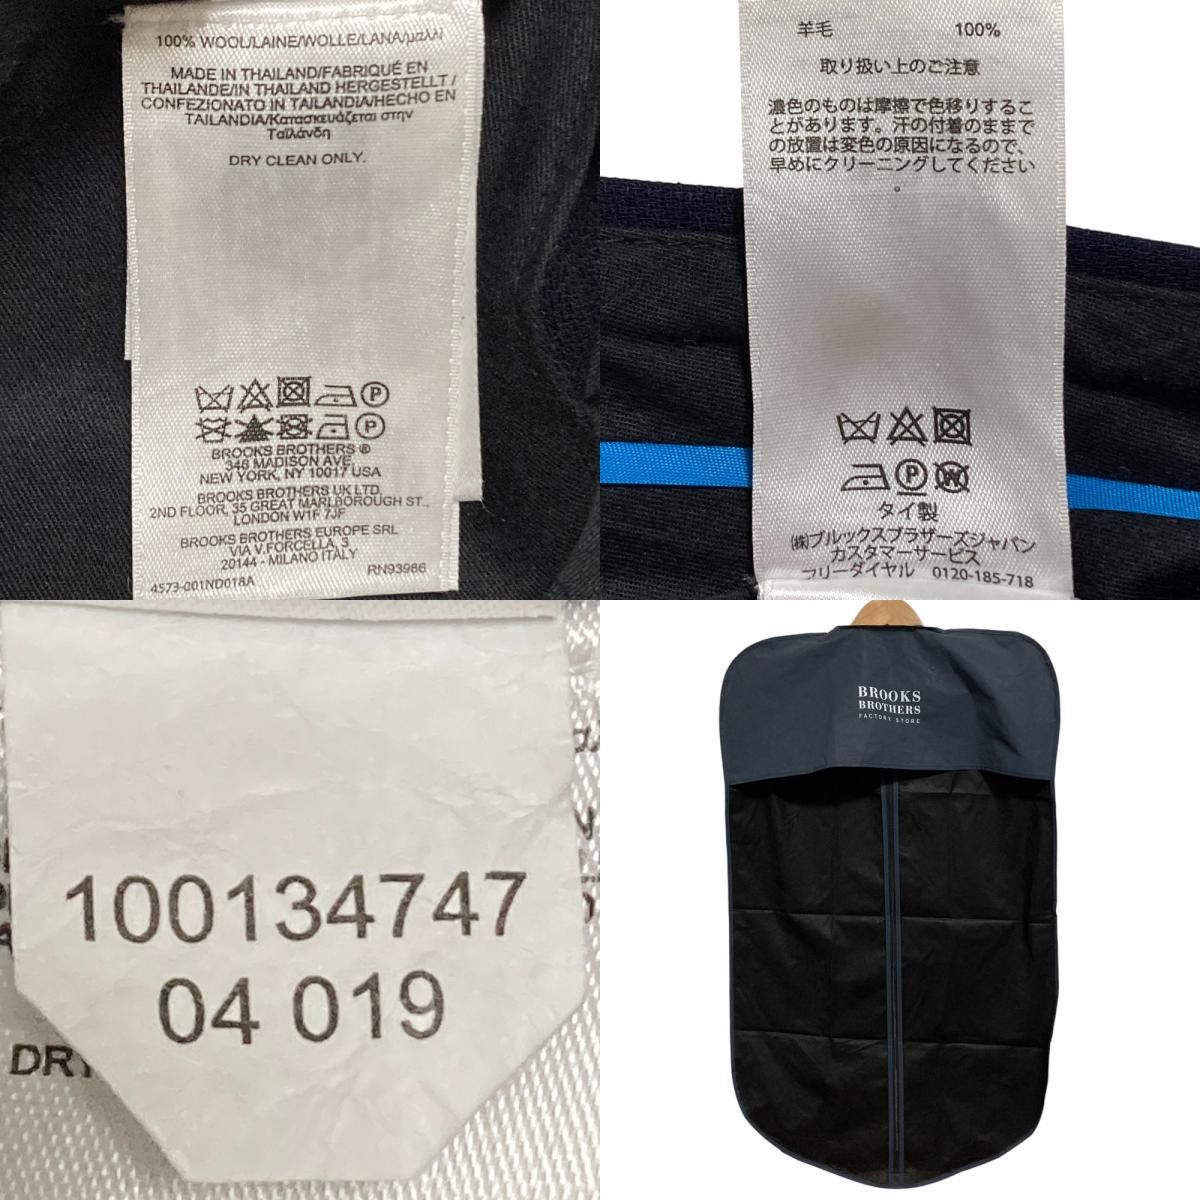 100% WOOL/LAINE/WOLLE/LANA/μαλλί
MADE IN THAILAND/FABRIQUÉ EN
THAILANDE/IN THAILAND HERGESTELLT /
CONFEZIONATO IN TAILANDIA/HECHO EN
TAILANDIA/Κατασκευάζεται στην
Ταϊλάνδη
DRY CLEAN ONLY.
P
P
BROOKS BROTHERS ®
346 MADISON AVE
NEW YORK, NY 10017 USA
BROOKS BROTHERS UK LTD.
2ND FLOOR, 35 GREAT MARLBOROUGH ST.,
LONDON W1F 7JF
BROOKS BROTHERS EUROPE SRL
VIA V.FORCELLA, 3
20144 - MILANO ITALY
4573-001ND018A RN93966
羊毛 100%
取り扱い上のご注意
濃色のものは摩擦で色移りするこ
とがあります。汗の付着のままで
の放置は変色の原因になるので、
早めにクリーニングしてください
。
P W
タイ製
㈱ブルックスブラザーズジャパン
カスタマーサービス
フリーダイヤル 0120-185-718
100134747
04 019
DRY
BROOKS
BROTHERS
FACTORY STORE